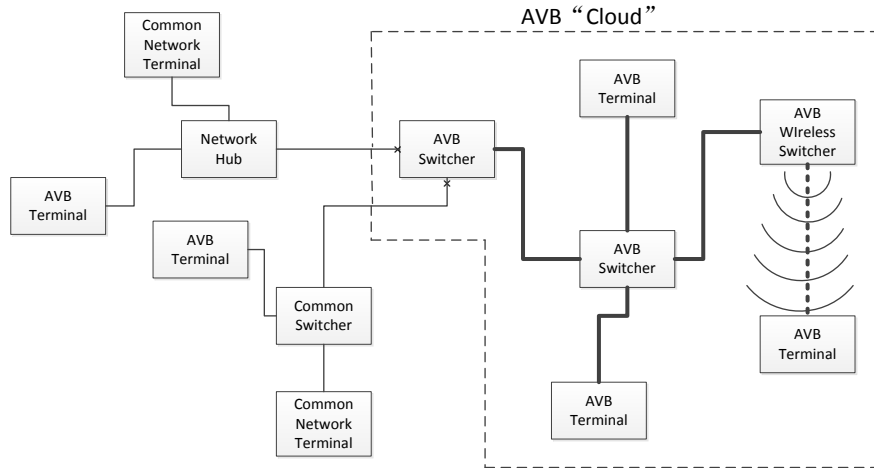 AVB “Cloud”
Common
Network
Terminal
AVB
Terminal
AVB
WIreless
Switcher
Network
Hub
AVB
Switcher
AVB
Terminal
AVB
Terminal
AVB
Switcher
Common
Switcher
AVB
Terminal
Common
Network
Terminal
AVB
Terminal